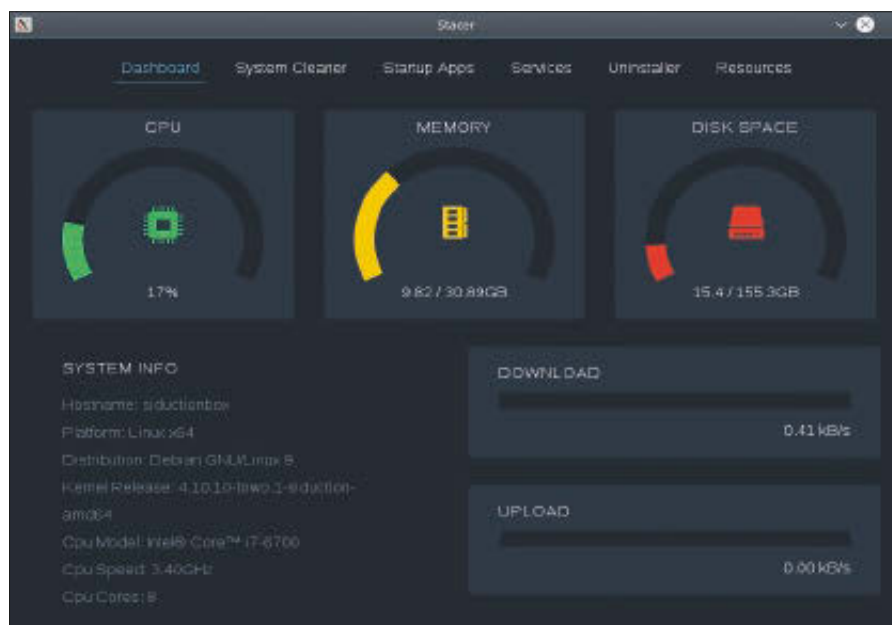 Stacer
Dashboard System Cleaner Startup Apps Services Uninstaller Resources
CPU MEMORY DISK SPACE
17% 9.82 / 30.89GB 15.4 / 155.3GB
SYSTEM INFO
Hostname: siductionbox
Platform: Linux x64
Distribution: Debian GNU/Linux 9
Kernel Release: 4.10.10-towo.1-siduction-
amd64
Cpu Model: Intel® Core™ i7-6700
Cpu Speed: 3.40GHz
Cpu Cores: 8
DOWNLOAD
0.41 kB/s
UPLOAD
0.00 kB/s